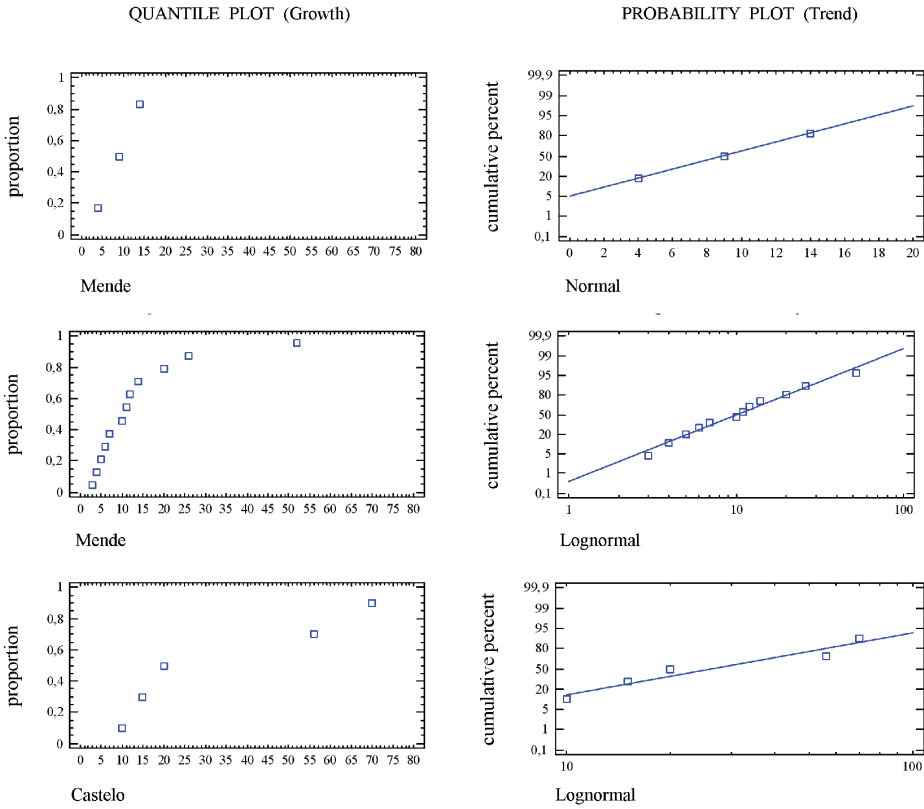 QUANTILE PLOT (Growth)
PROBABILITY PLOT (Trend)
proportion
1
0,8
0,6
0,4
0,2
0
0 5 10 15 20 25 30 35 40 45 50 55 60 65 70 75 80
Mende
cumulative percent
99,9
99
95
80
50
20
5
1
0,1
0 2 4 6 8 10 12 14 16 18 20
Normal
proportion
1
0,8
0,6
0,4
0,2
0
0 5 10 15 20 25 30 35 40 45 50 55 60 65 70 75 80
Mende
cumulative percent
99,9
99
95
80
50
20
5
1
0,1
1 10 100
Lognormal
proportion
1
0,8
0,6
0,4
0,2
0
0 5 10 15 20 25 30 35 40 45 50 55 60 65 70 75 80
Castelo
cumulative percent
99,9
99
95
80
50
20
5
1
0,1
10 100
Lognormal